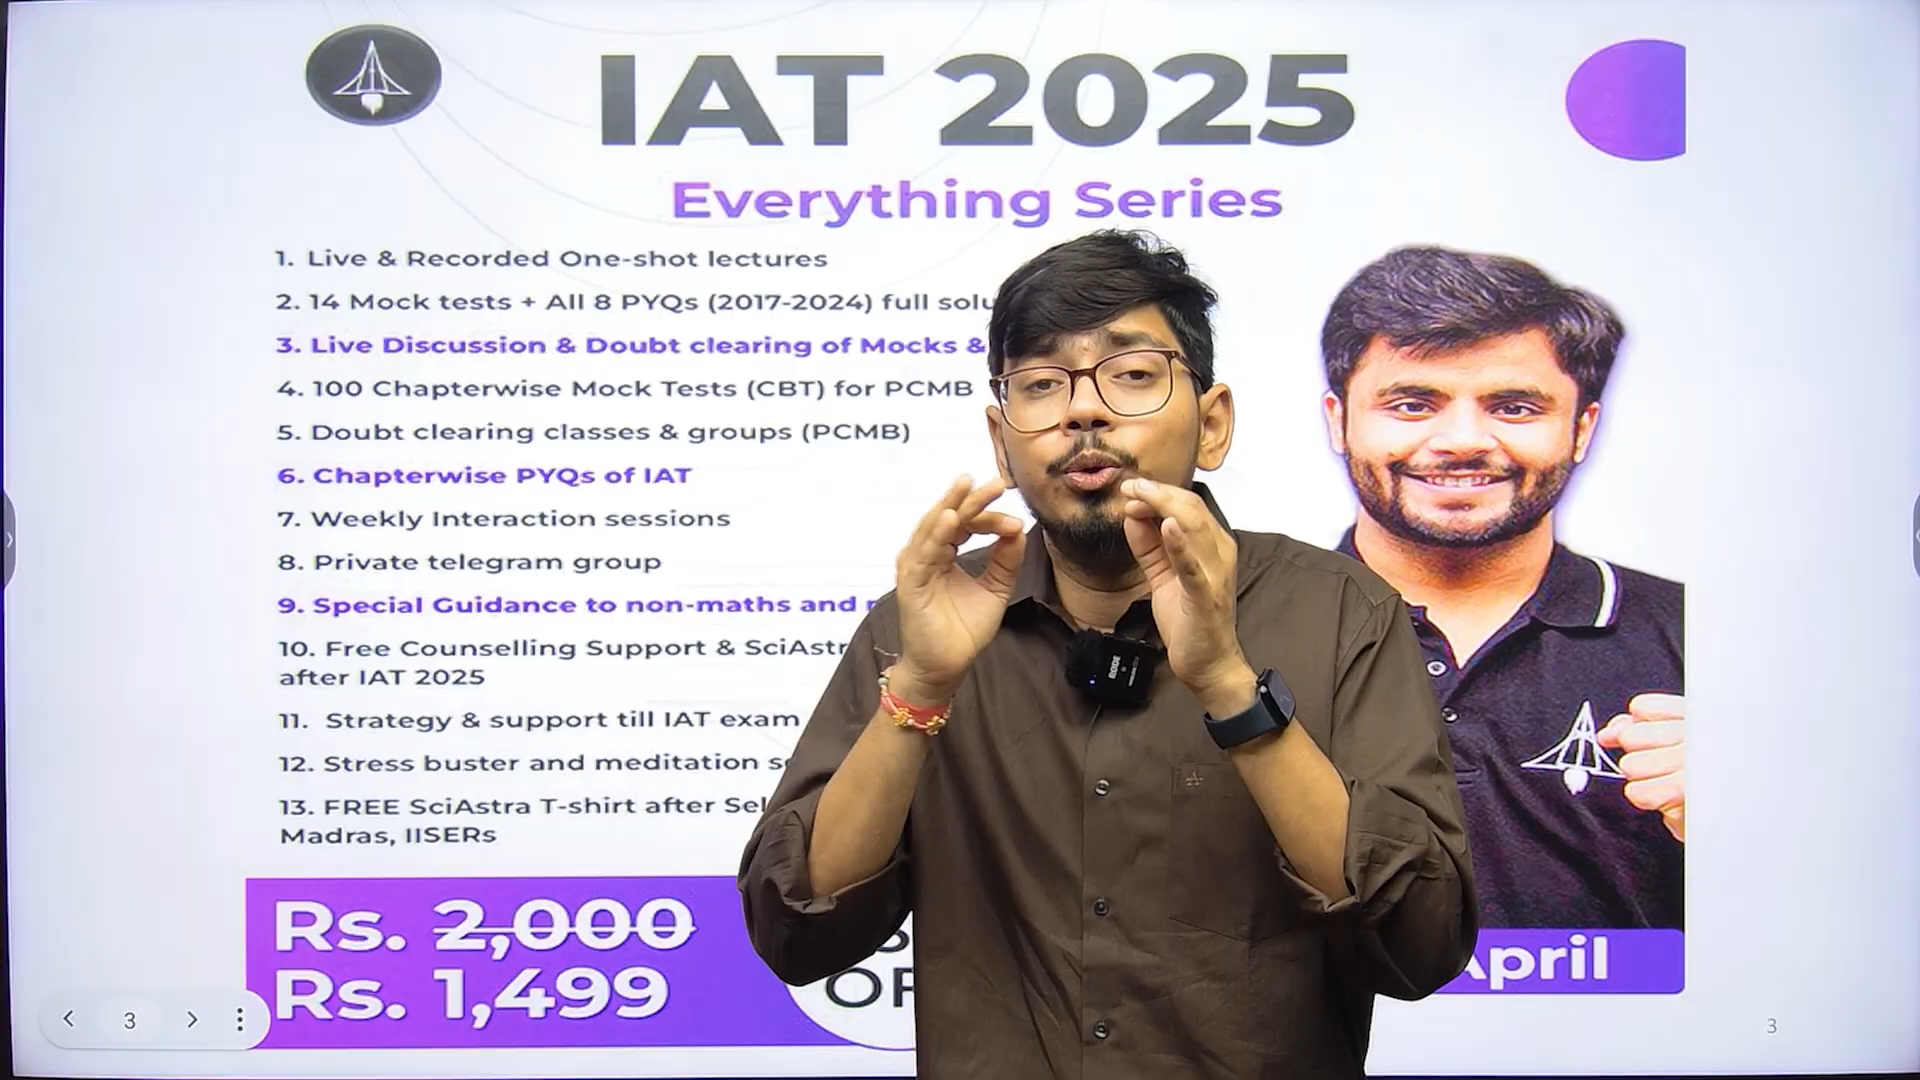 IAT 2025
Everything Series
1. Live & Recorded One-shot lectures
2. 14 Mock tests + All 8 PYQs (2017-2024) full
3. Live Discussion & Doubt clearing of Mocks &
4. 100 Chapterwise Mock Tests (CBT) for PCMB
5. Doubt clearing classes & groups (PCMB)
6. Chapterwise PYQs of IAT
7. Weekly Interaction sessions
8. Private telegram group
9. Special Guidance to non-maths and
10. Free Counselling Support &
after IAT 2025
11. Strategy & support till IAT exam
12. Stress buster and meditation
13. FREE SciAstra T-shirt after
Madras, IISERs
Rs. 2,000
Rs. 1,499
April
RODE
3
3